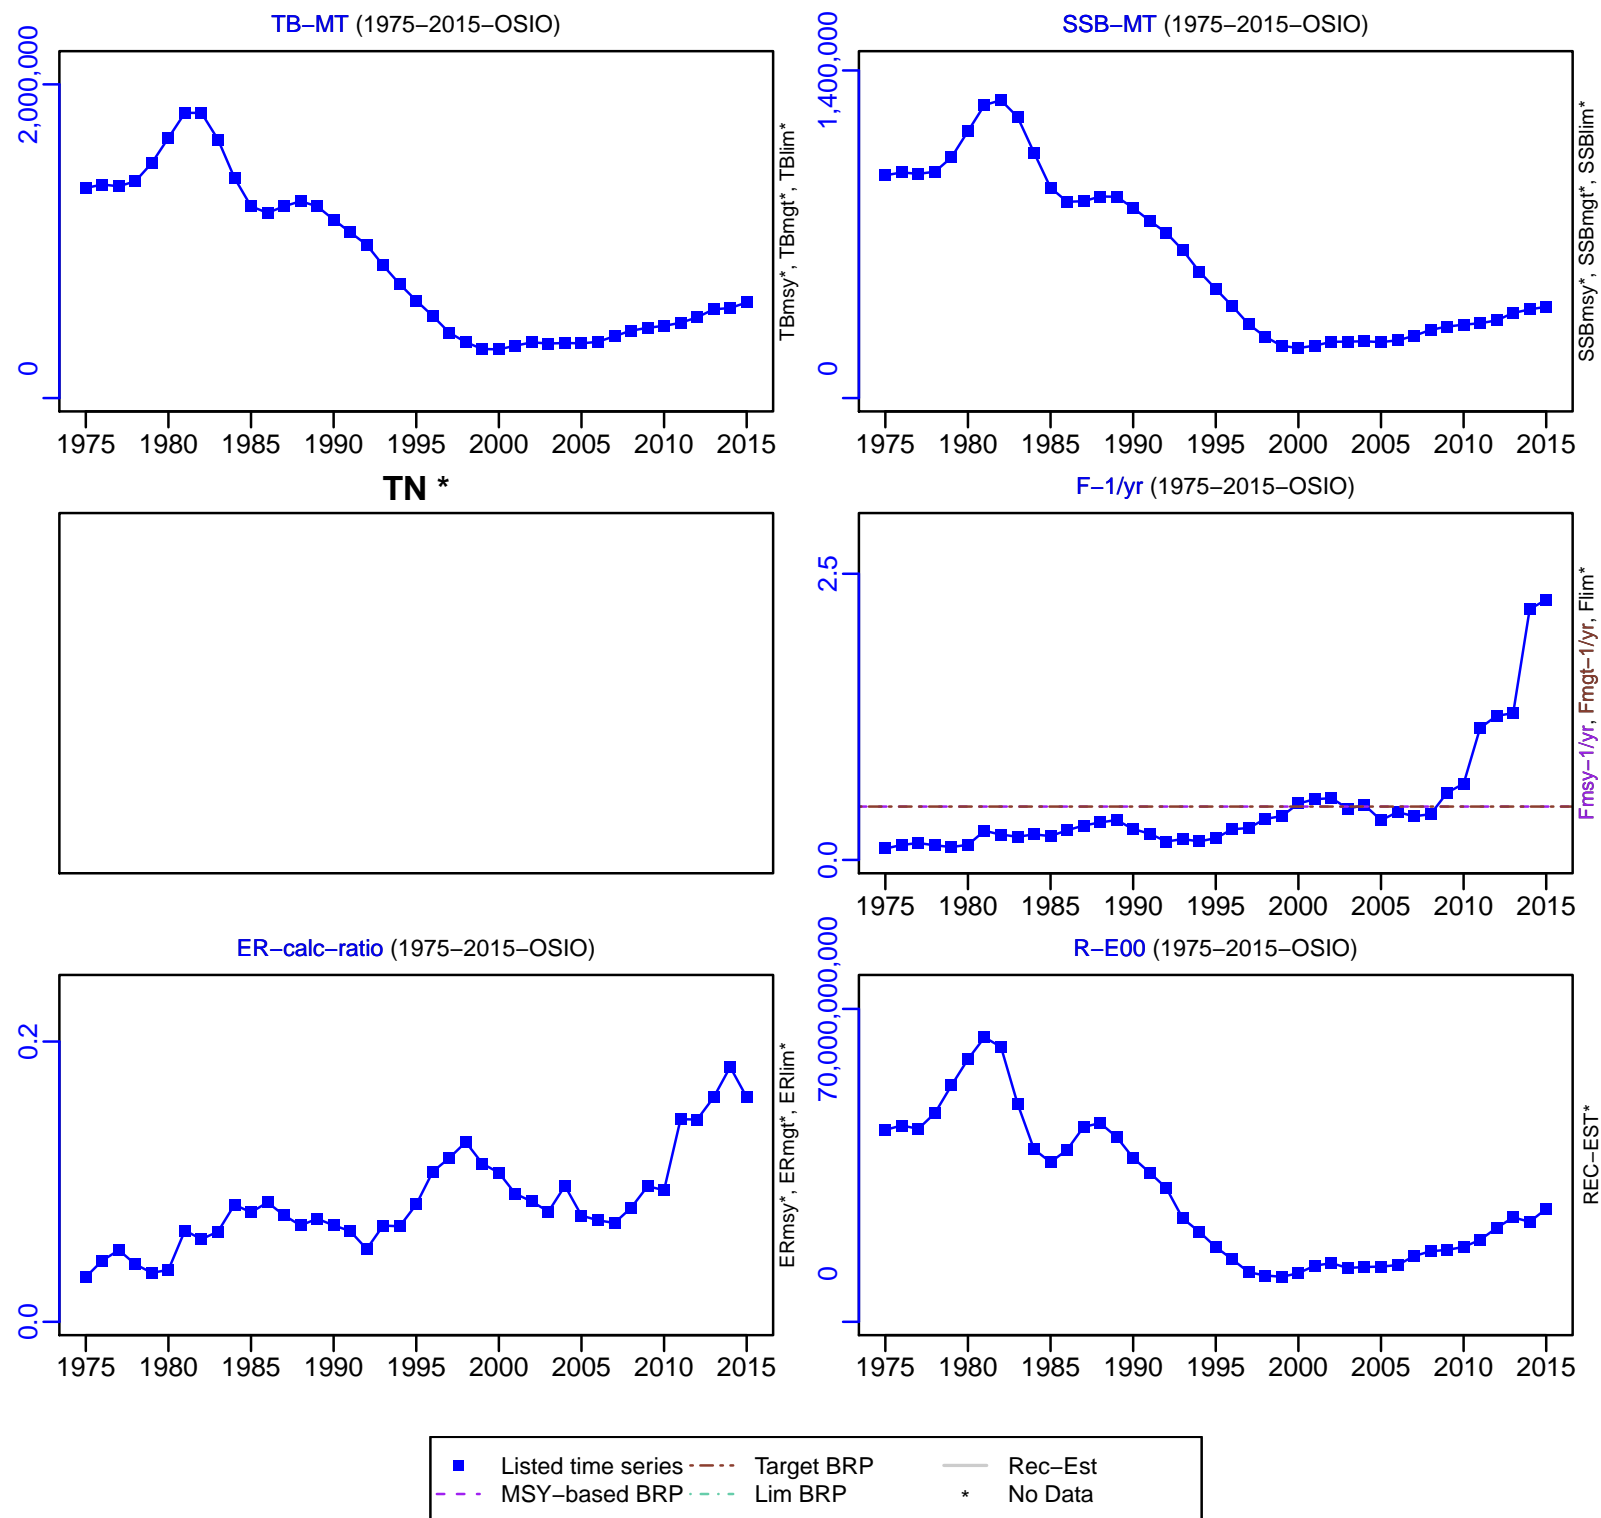 TB−MT (1975−2015−OSIO)
2,000,000
0
TBmsy*, TBmgt*, TBlim*
1975 1980 1985 1990 1995 2000 2005 2010 2015
SSB−MT (1975−2015−OSIO)
1,400,000
0
SSBmsy*, SSBmgt*, SSBlim*
1975 1980 1985 1990 1995 2000 2005 2010 2015
TN *
F−1/yr (1975−2015−OSIO)
2.5
0.0
Fmsy−1/yr, Fmgt−1/yr, Flim*
1975 1980 1985 1990 1995 2000 2005 2010 2015
ER−calc−ratio (1975−2015−OSIO)
0.2
0.0
ERmsy*, ERmgt*, ERlim*
1975 1980 1985 1990 1995 2000 2005 2010 2015
R−E00 (1975−2015−OSIO)
70,000,000,000
0
REC−EST*
1975 1980 1985 1990 1995 2000 2005 2010 2015
Listed time series Target BRP Rec−Est
MSY−based BRP Lim BRP * No Data